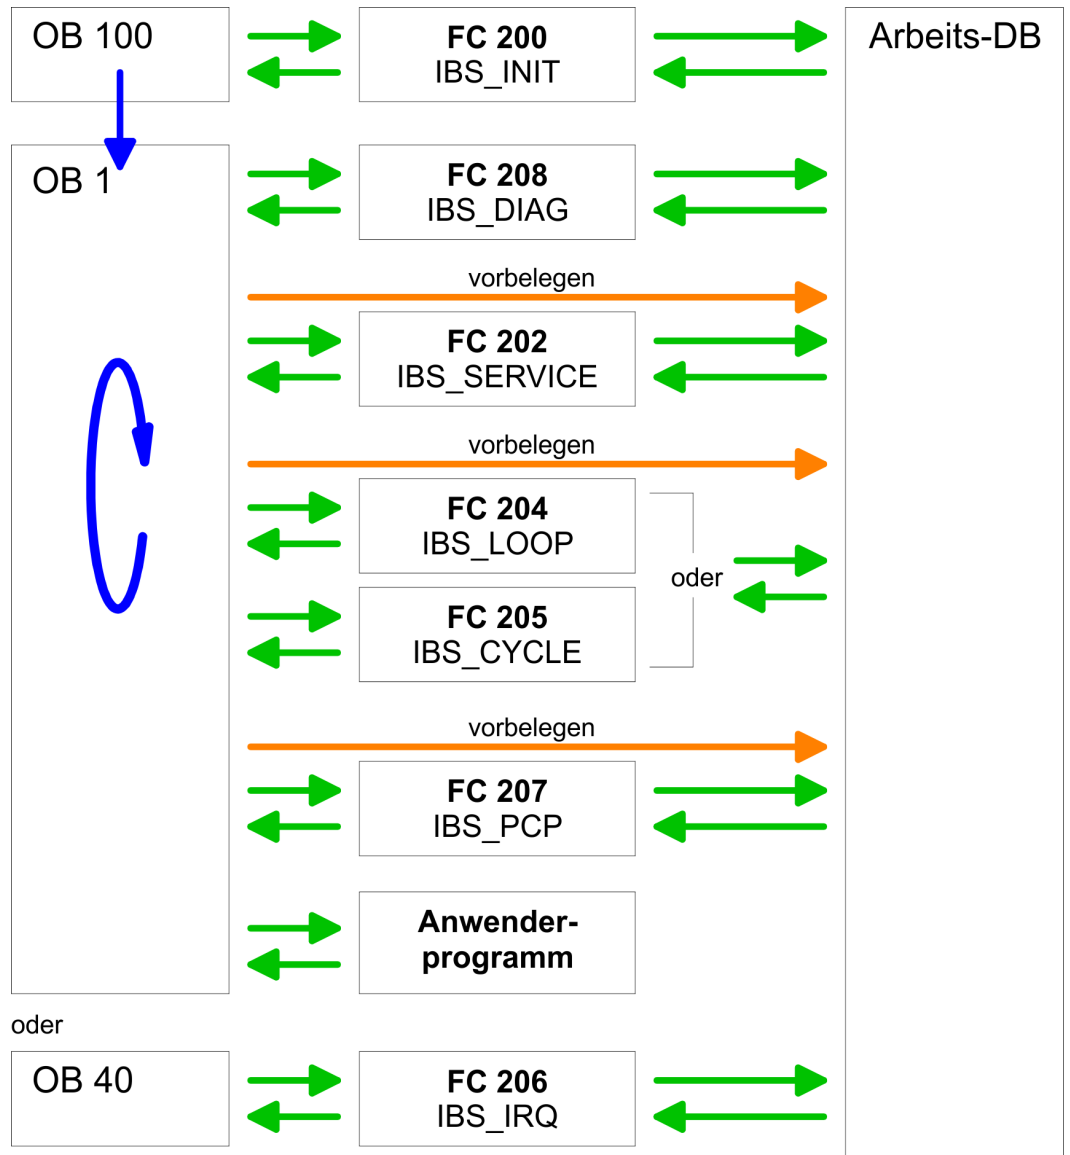 OB 100
FC 200
IBS_INIT
Arbeits-DB
OB 1
FC 208
IBS_DIAG
vorbelegen
FC 202
IBS_SERVICE
vorbelegen
FC 204
IBS_LOOP
oder
FC 205
IBS_CYCLE
vorbelegen
FC 207
IBS_PCP
Anwender-
programm
oder
OB 40
FC 206
IBS_IRQ